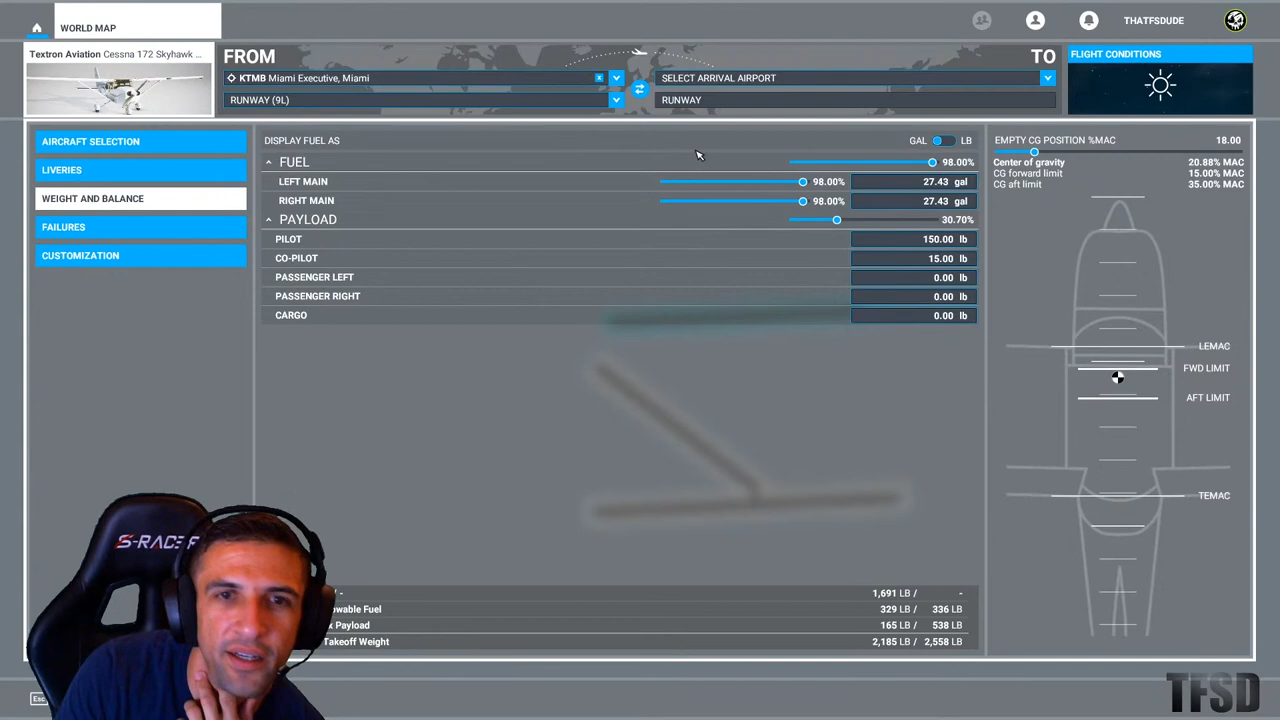 WORLD MAP
THATFSDUDE
Textron Aviation Cessna 172 Skyhawk ...
FROM
TO
FLIGHT CONDITIONS
KTMB Miami Executive, Miami
x
SELECT ARRIVAL AIRPORT
RUNWAY (9L)
RUNWAY
AIRCRAFT SELECTION
LIVERIES
WEIGHT AND BALANCE
FAILURES
CUSTOMIZATION
DISPLAY FUEL AS
GAL LB
FUEL 98.00%
LEFT MAIN 98.00% 27.43 gal
RIGHT MAIN 98.00% 27.43 gal
PAYLOAD 30.70%
PILOT 150.00 lb
CO-PILOT 15.00 lb
PASSENGER LEFT 0.00 lb
PASSENGER RIGHT 0.00 lb
CARGO 0.00 lb
/ - 1,691 LB / -
owable Fuel 329 LB / 336 LB
x Payload 165 LB / 538 LB
Takeoff Weight 2,185 LB / 2,558 LB
EMPTY CG POSITION %MAC 18.00
Center of gravity 20.88% MAC
CG forward limit 15.00% MAC
CG aft limit 35.00% MAC
LEMAC
FWD LIMIT
AFT LIMIT
TEMAC
S-RACER
Esc
TFSD